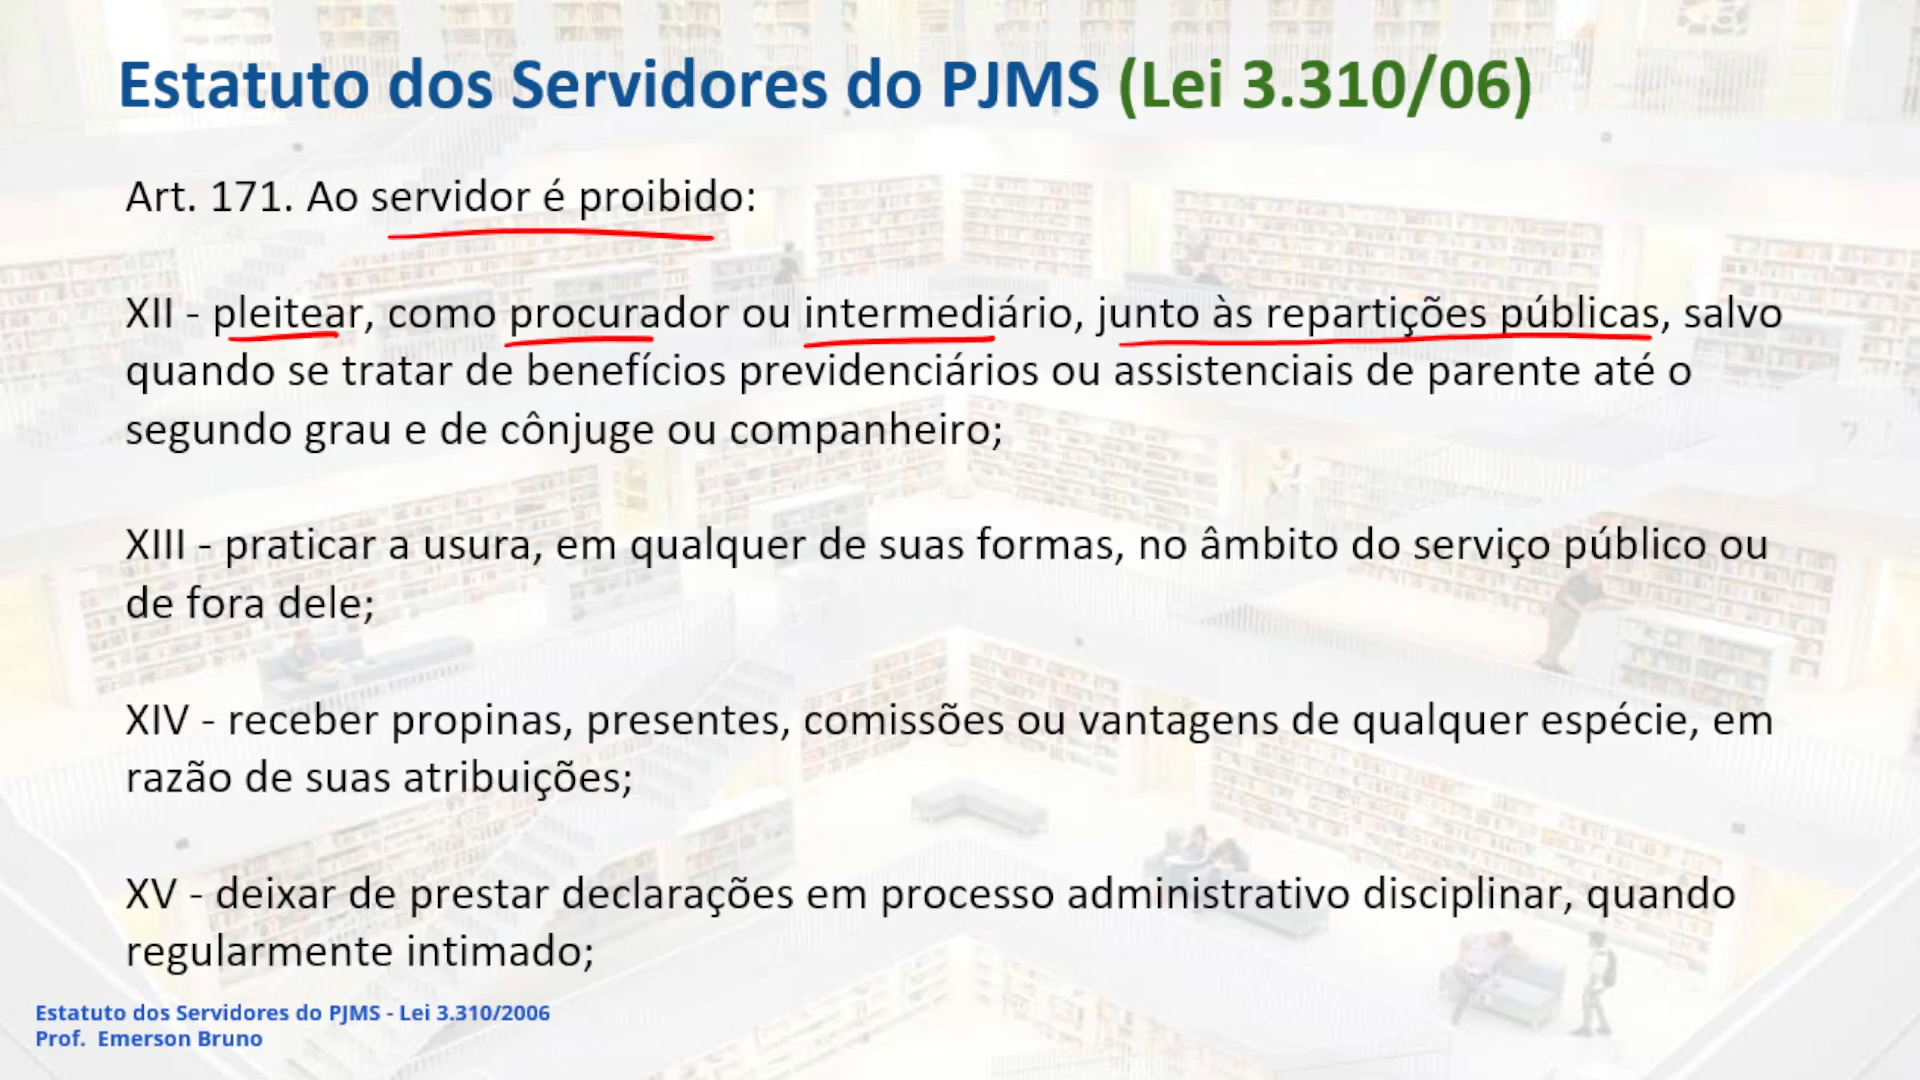 Estatuto dos Servidores do PJMS (Lei 3.310/06)
Art. 171. Ao servidor é proibido:
XII - pleitear, como procurador ou intermediário, junto às repartições públicas, salvo
quando se tratar de benefícios previdenciários ou assistenciais de parente até o
segundo grau e de cônjuge ou companheiro;
XIII - praticar a usura, em qualquer de suas formas, no âmbito do serviço público ou
de fora dele;
XIV - receber propinas, presentes, comissões ou vantagens de qualquer espécie, em
razão de suas atribuições;
XV - deixar de prestar declarações em processo administrativo disciplinar, quando
regularmente intimado;
Estatuto dos Servidores do PJMS - Lei 3.310/2006
Prof. Emerson Bruno